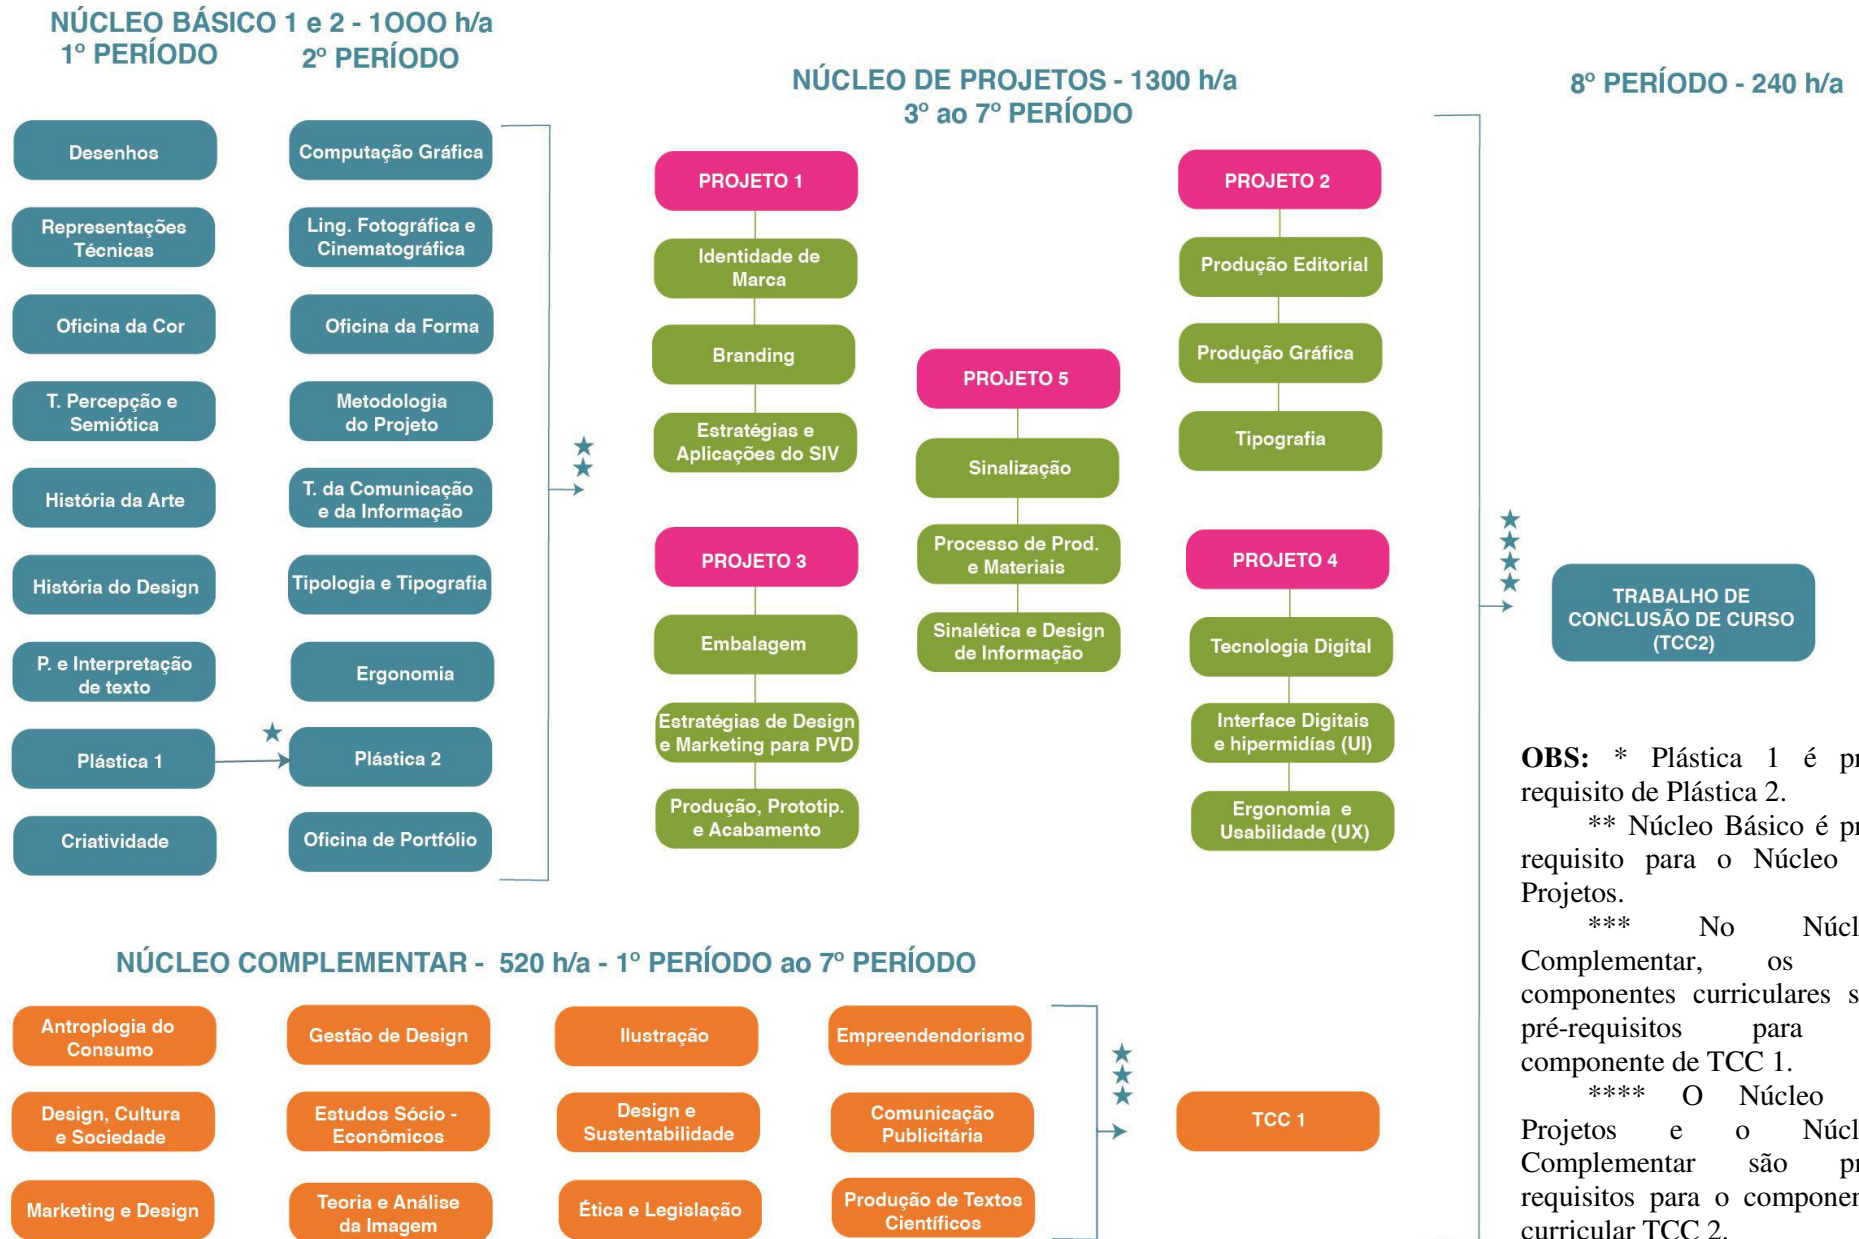 NÚCLEO BÁSICO 1 e 2 - 1OOO h/a
1º PERÍODO
2º PERÍODO
Desenhos
Representações
Técnicas
Oficina da Cor
T. Percepção e
Semiótica
História da Arte
História do Design
P. e Interpretação
de texto
Plástica 1
Criatividade
Computação Gráfica
Ling. Fotográfica e
Cinematográfica
Oficina da Forma
Metodologia
do Projeto
T. da Comunicação
e da Informação
Tipologia e Tipografia
Ergonomia
Plástica 2
Oficina de Portfólio
NÚCLEO DE PROJETOS - 1300 h/a
3º ao 7º PERÍODO
PROJETO 1
Identidade de
Marca
Branding
Estratégias e
Aplicações do SIV
PROJETO 3
Embalagem
Estratégias de Design
e Marketing para PVD
Produção, Prototip.
e Acabamento
PROJETO 5
Sinalização
Processo de Prod.
e Materiais
Sinalética e Design
de Informação
PROJETO 2
Produção Editorial
Produção Gráfica
Tipografia
PROJETO 4
Tecnologia Digital
Interface Digitais
e hipermidías (UI)
Ergonomia e
Usabilidade (UX)
8º PERÍODO - 240 h/a
TRABALHO DE
CONCLUSÃO DE CURSO
(TCC2)
OBS: * Plástica 1 é pr
requisito de Plástica 2.
** Núcleo Básico é pr
requisito para o Núcleo
Projetos.
*** No Núcl
Complementar, os
componentes curriculares s
pré-requisitos para
componente de TCC 1.
**** O Núcleo
Projetos e o Núcl
Complementar são pr
requisitos para o componen
curricular TCC 2.
NÚCLEO COMPLEMENTAR - 520 h/a - 1º PERÍODO ao 7º PERÍODO
Antroplogia do
Consumo
Gestão de Design
Ilustração
Empreendendorismo
Design, Cultura
e Sociedade
Estudos Sócio -
Econômicos
Design e
Sustentabilidade
Comunicação
Publicitária
TCC 1
Marketing e Design
Teoria e Análise
da Imagem
Ética e Legislação
Produção de Textos
Científicos